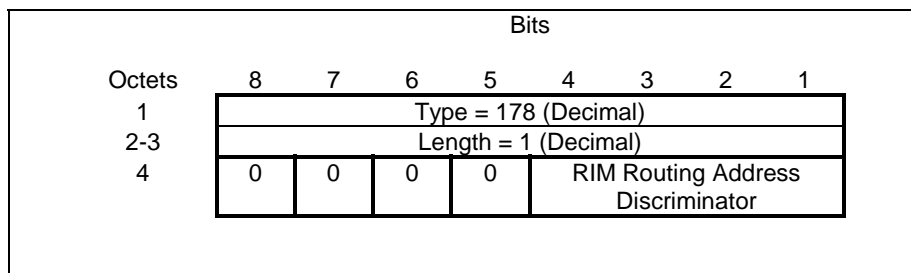 Bits
Octets 8 7 6 5 4 3 2 1
1 Type = 178 (Decimal)
2-3 Length = 1 (Decimal)
4 0 0 0 0 RIM Routing Address
Discriminator